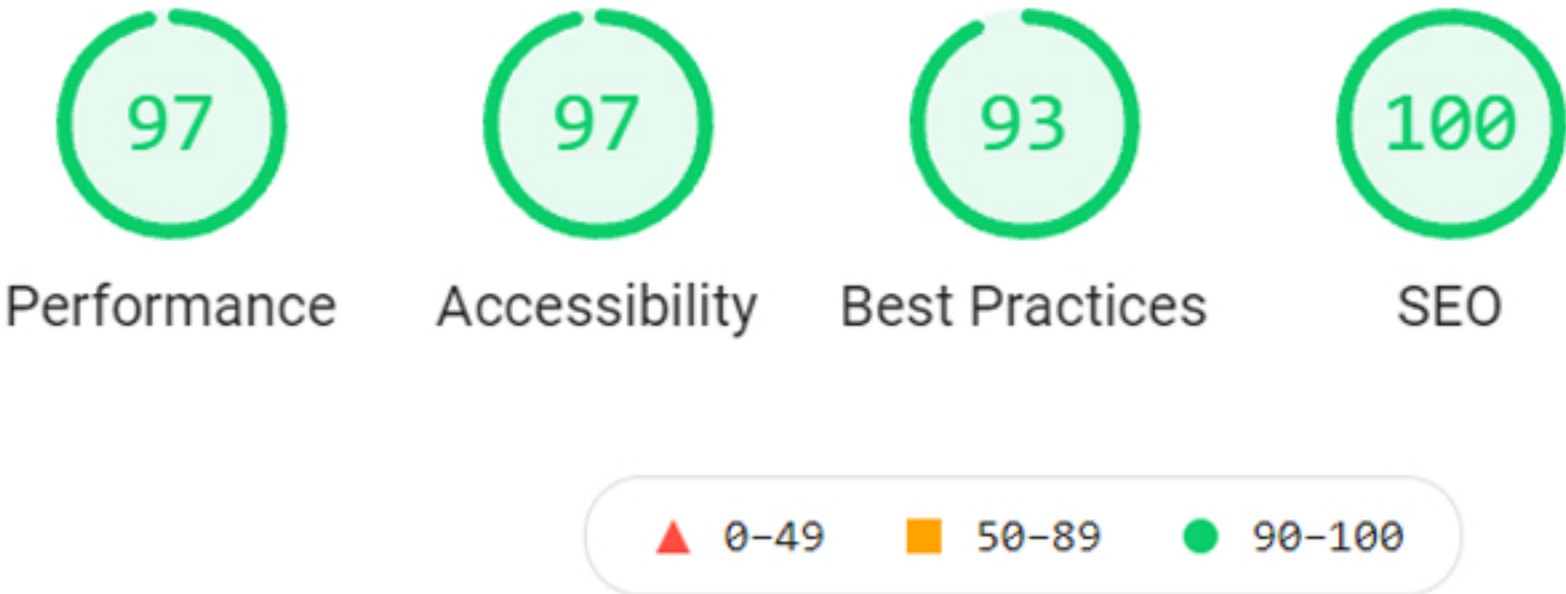 97 97 93 100
Performance Accessibility Best Practices SEO
0–49 50–89 90–100